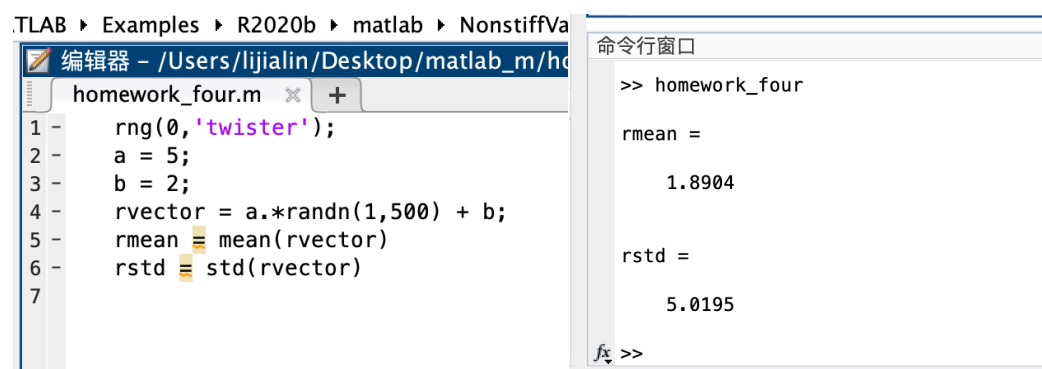 TLAB ▸ Examples ▸ R2020b ▸ matlab ▸ NonstiffVa
编辑器 – /Users/lijialin/Desktop/matlab_m/ho
homework_four.m × +
1 – rng(0,'twister');
2 – a = 5;
3 – b = 2;
4 – rvector = a.*randn(1,500) + b;
5 – rmean = mean(rvector)
6 – rstd = std(rvector)
7
命令行窗口
>> homework_four
rmean =
1.8904
rstd =
5.0195
fx >>